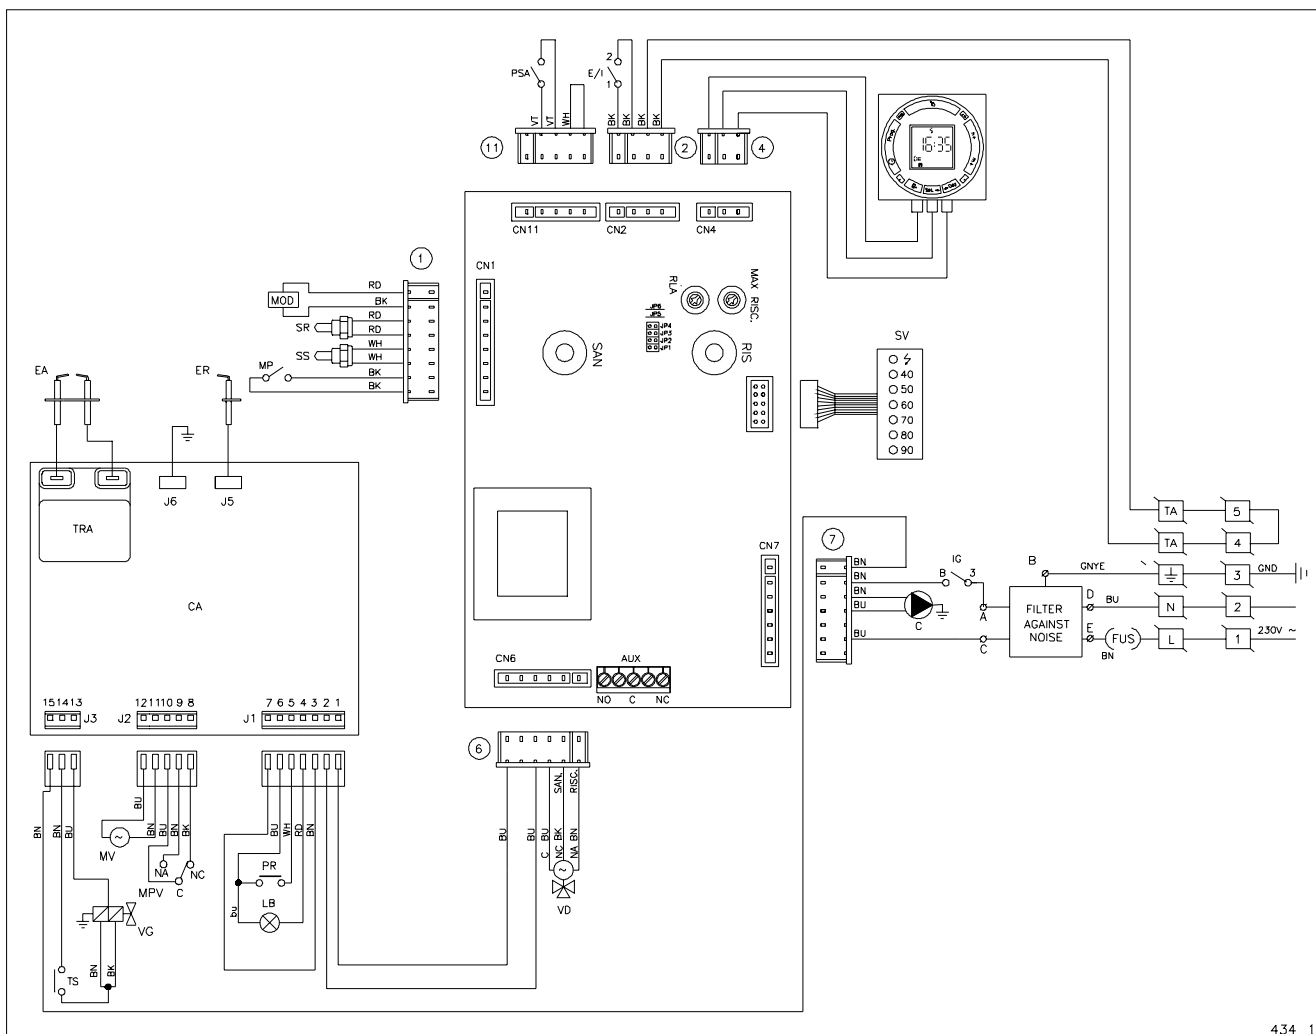 PSA
E/I
2
1
VT
VT
WH
BK
BK
BK
BK
11
2
4
16:35
CN11
CN2
CN4
1
CN1
MOD
RD
BK
SR
RD
RD
SS
WH
WH
MP
BK
BK
RLA
MAX RISC.
JP6
JP5
JP4
JP3
JP2
JP1
SAN
RIS
SV
40
50
60
70
80
90
EA
ER
J6
J5
TRA
CA
CN7
7
BN
BN
BN
BU
BU
IG
B
3
C
A
C
B
GNYE
FILTER
AGAINST
NOISE
D
BU
E
FUS
BN
TA
5
TA
4
3
GND
N
2
L
1
230V ~
CN6
AUX
NO
C
NC
15 14 13
J3
J2
12 11 10 9 8
J1
7 6 5 4 3 2 1
6
BN
BN
BU
BU
BN
BU
BN
BK
MV
NA
NC
MPV
C
VG
BN
BK
TS
BU
WH
RD
BN
PR
bu
LB
BU
BU
C BU
NC BK
SAN.
NA BN
RISC.
VD
434 1